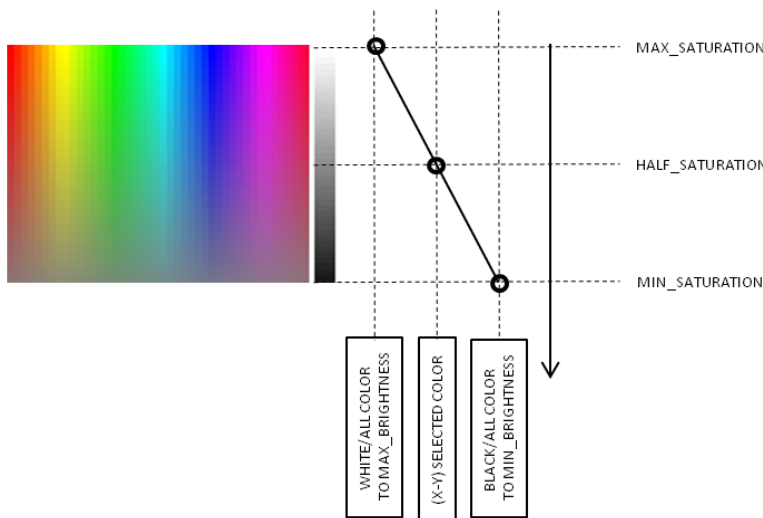 MAX_SATURATION
HALF_SATURATION
MIN_SATURATION
WHITE/ALL COLOR
TO MAX_BRIGHTNESS
(X-Y) SELECTED COLOR
BLACK/ALL COLOR
TO MIN_BRIGHTNESS